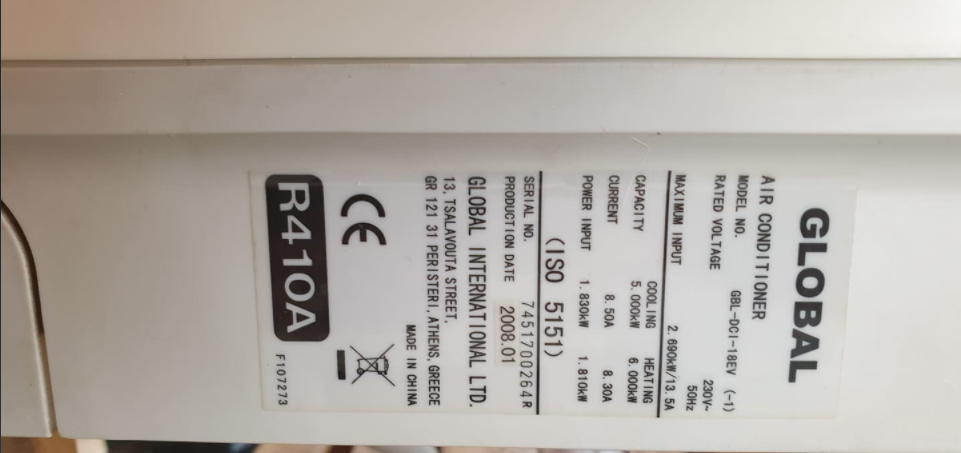 GLOBAL
AIR CONDITIONER
MODEL NO. GBL-DCI-18EV (-1)
RATED VOLTAGE 230V~
50Hz
MAXIMUM INPUT 2.690kW/13.5A
COOLING HEATING
CAPACITY 5.000kW 6.000kW
CURRENT 8.50A 8.30A
POWER INPUT 1.830kW 1.810kW
(ISO 5151)
SERIAL NO. 7451700264R
PRODUCTION DATE 2008.01
GLOBAL INTERNATIONAL LTD.
13, TSALAVOUTA STREET,
GR 121 31 PERISTERI, ATHENS, GREECE
MADE IN CHINA
CE
R410A
F107273